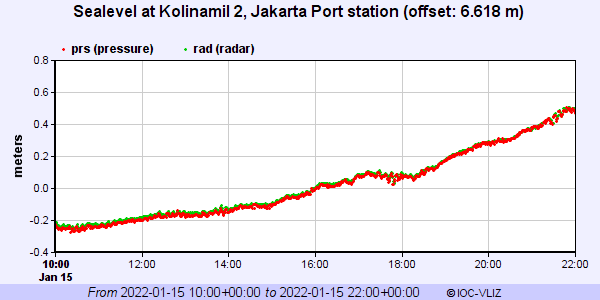 Sealevel at Kolinamil 2, Jakarta Port station (offset: 6.618 m)
prs (pressure) rad (radar)
0.8
0.6
0.4
0.2
0.0
-0.2
-0.4
meters
10:00 12:00 14:00 16:00 18:00 20:00 22:00
Jan 15
From 2022-01-15 10:00+00:00 to 2022-01-15 22:00+00:00 © IOC-VLIZ